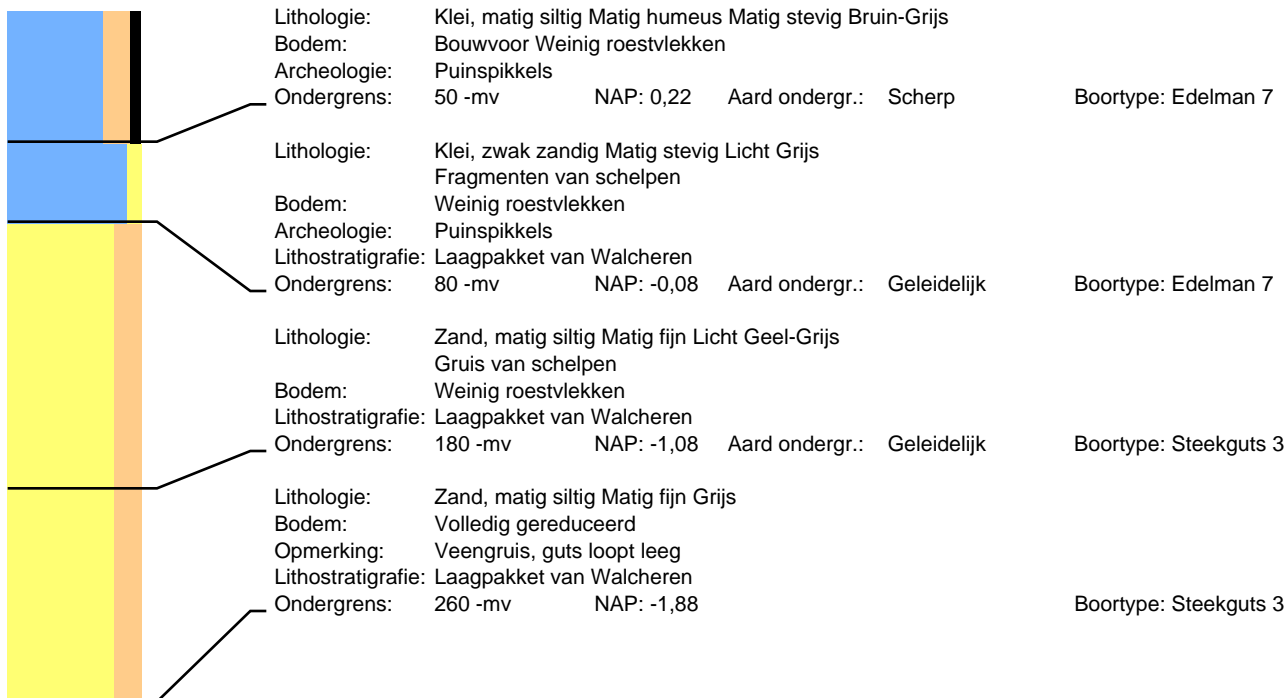 Lithologie: Klei, matig siltig Matig humeus Matig stevig Bruin-Grijs
Bodem: Bouwvoor Weinig roestvlekken
Archeologie: Puinspikkels
Ondergrens: 50 -mv NAP: 0,22 Aard ondergr.: Scherp Boortype: Edelman 7
Lithologie: Klei, zwak zandig Matig stevig Licht Grijs
Fragmenten van schelpen
Bodem: Weinig roestvlekken
Archeologie: Puinspikkels
Lithostratigrafie: Laagpakket van Walcheren
Ondergrens: 80 -mv NAP: -0,08 Aard ondergr.: Geleidelijk Boortype: Edelman 7
Lithologie: Zand, matig siltig Matig fijn Licht Geel-Grijs
Gruis van schelpen
Bodem: Weinig roestvlekken
Lithostratigrafie: Laagpakket van Walcheren
Ondergrens: 180 -mv NAP: -1,08 Aard ondergr.: Geleidelijk Boortype: Steekguts 3
Lithologie: Zand, matig siltig Matig fijn Grijs
Bodem: Volledig gereduceerd
Opmerking: Veengruis, guts loopt leeg
Lithostratigrafie: Laagpakket van Walcheren
Ondergrens: 260 -mv NAP: -1,88 Boortype: Steekguts 3